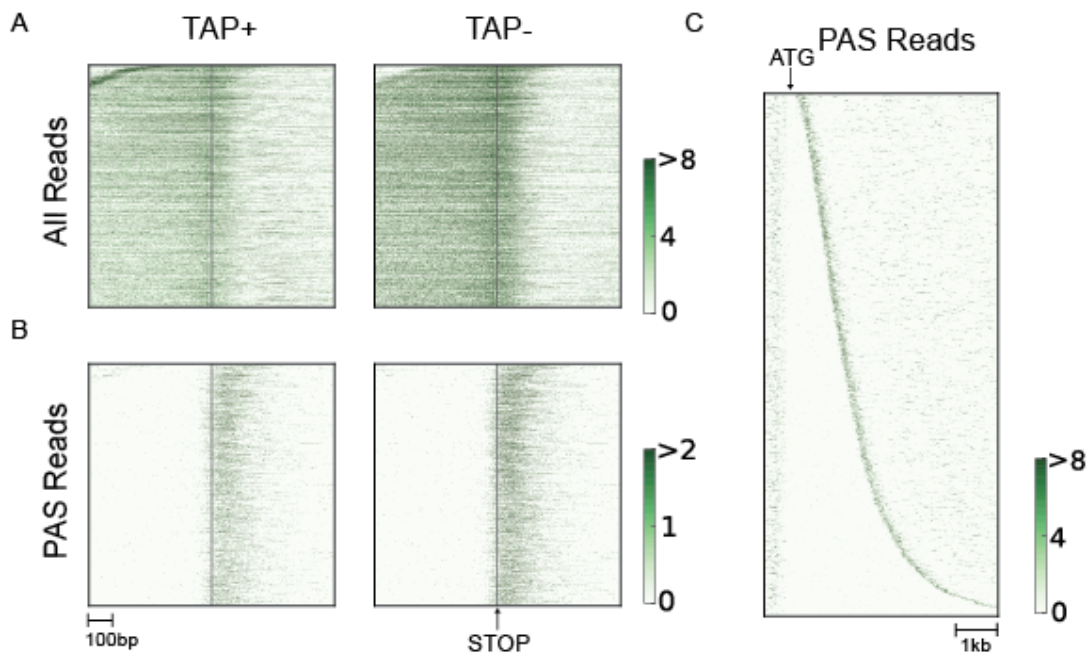 A
TAP+
TAP-
All Reads
>8
4
0
B
PAS Reads
>2
1
0
100bp
STOP
C
PAS Reads
ATG
>8
4
0
1kb